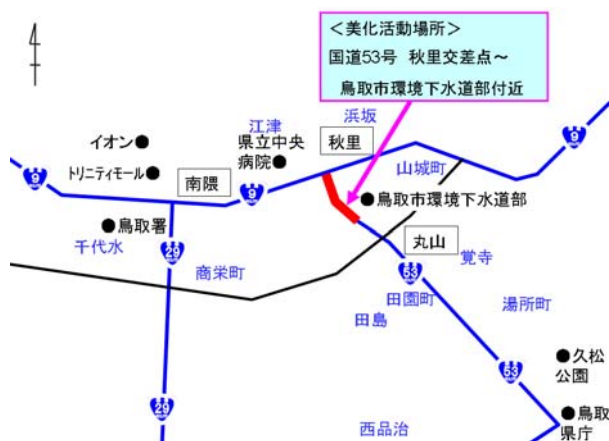 ＜美化活動場所＞
国道53号 秋里交差点～
鳥取市環境下水道部付近
江津
浜坂
イオン●
県立中央
病院●
秋里
山城町
トリニティモール●
南隈
9
9
9
●鳥取市環境下水道部
●鳥取署
丸山
千代水
29
覚寺
商栄町
53
田園町
湯所町
田島
●久松
公園
53
29
●鳥取
県庁
西品治